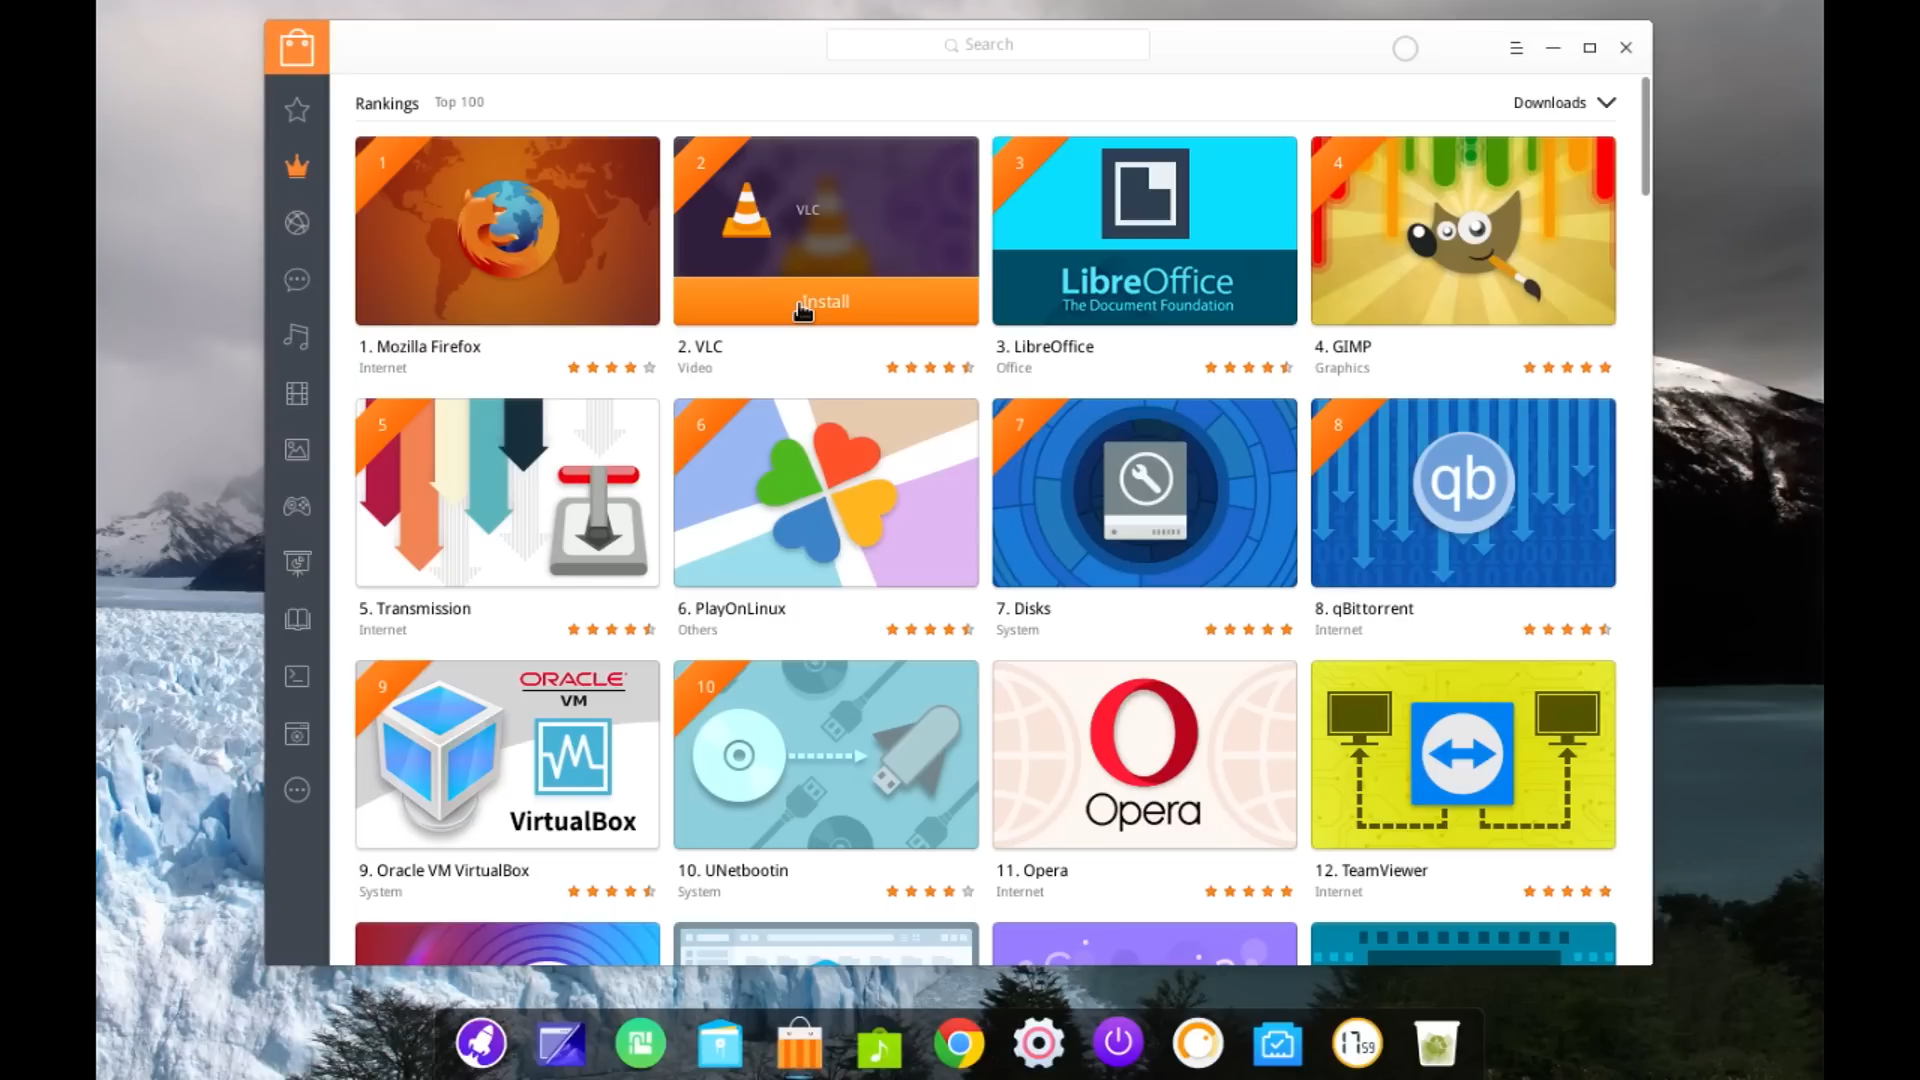 Search
Rankings Top 100 Downloads
1 2 3 4
VLC
Install
LibreOffice
The Document Foundation
1. Mozilla Firefox
Internet
2. VLC
Video
3. LibreOffice
Office
4. GIMP
Graphics
5 6 7 8
qb
5. Transmission
Internet
6. PlayOnLinux
Others
7. Disks
System
8. qBittorrent
Internet
9 10
ORACLE
VM
VirtualBox
Opera
9. Oracle VM VirtualBox
System
10. UNetbootin
System
11. Opera
Internet
12. TeamViewer
Internet
17 59